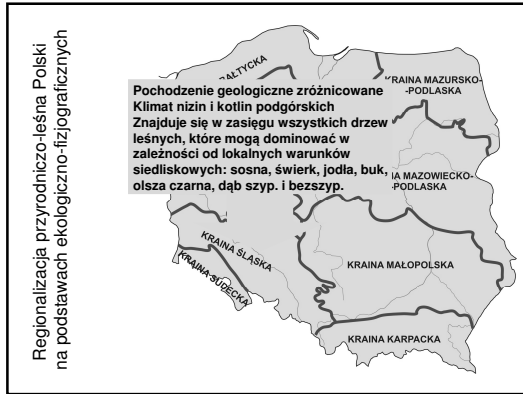 Regionalizacja przyrodniczo-leśna Polski
na podstawach ekologiczno-fizjograficznych
BAŁTYCKA
KRAINA MAZURSKO-
-PODLASKA
Pochodzenie geologiczne zróżnicowane
Klimat nizin i kotlin podgórskich
Znajduje się w zasięgu wszystkich drzew
leśnych, które mogą dominować w
zależności od lokalnych warunków
siedliskowych: sosna, świerk, jodła, buk,
olsza czarna, dąb szyp. i bezszyp.
MAZOWIECKO-
-PODLASKA
KRAINA ŚLĄSKA
KRAINA SUDECKA
KRAINA MAŁOPOLSKA
KRAINA KARPACKA